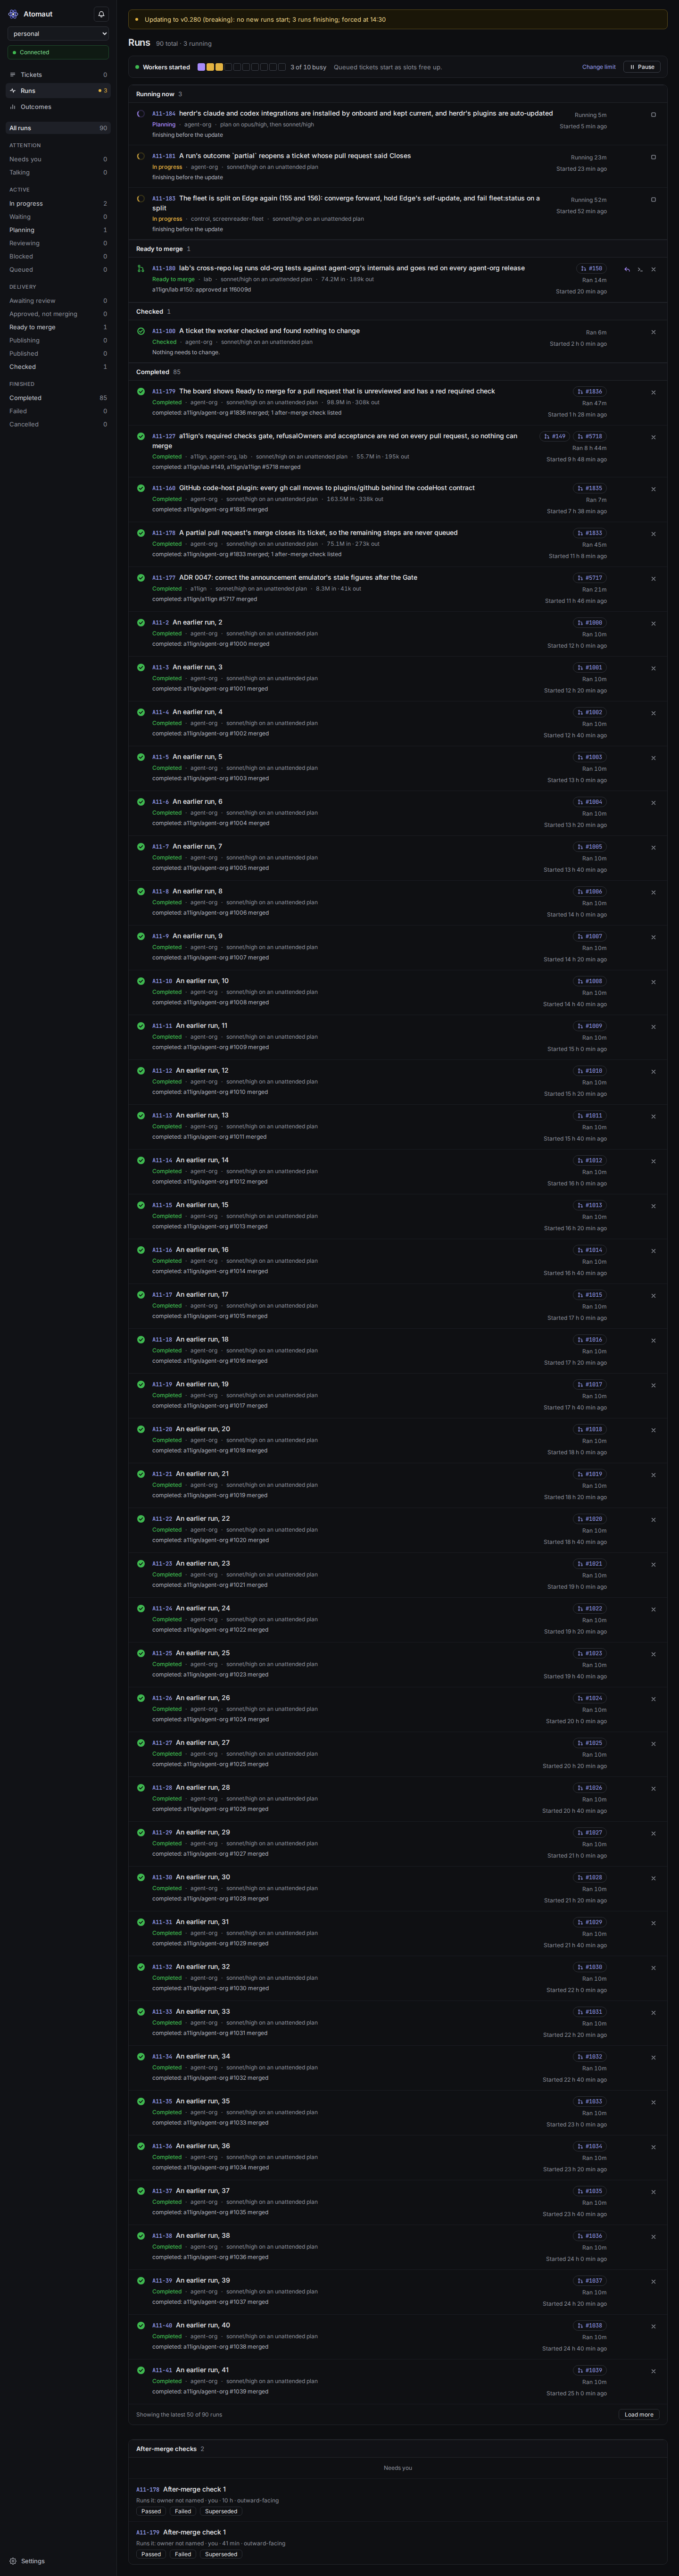 Atomaut
personal
Connected
Tickets 0
Runs 3
Outcomes
All runs 90
ATTENTION
Needs you 0
Talking 0
ACTIVE
In progress 2
Waiting 0
Planning 1
Reviewing 0
Blocked 0
Queued 0
DELIVERY
Awaiting review 0
Approved, not merging 0
Ready to merge 1
Publishing 0
Published 0
Checked 1
FINISHED
Completed 85
Failed 0
Cancelled 0
Settings
Updating to v0.280 (breaking): no new runs start; 3 runs finishing; forced at 14:30
Runs 90 total · 3 running
Workers started 3 of 10 busy Queued tickets start as slots free up. Change limit Pause
Running now 3
A11-184 herdr's claude and codex integrations are installed by onboard and kept current, and herdr's plugins are auto-updated
Running 5m
Planning · agent-org · plan on opus/high, then sonnet/high
Started 5 min ago
finishing before the update
A11-181 A run's outcome `partial` reopens a ticket whose pull request said Closes
Running 23m
In progress · agent-org · sonnet/high on an unattended plan
Started 23 min ago
finishing before the update
A11-183 The fleet is split on Edge again (155 and 156): converge forward, hold Edge's self-update, and fail fleet:status on a
split
Running 52m
In progress · control, screenreader-fleet · sonnet/high on an unattended plan
Started 52 min ago
finishing before the update
Ready to merge 1
A11-180 lab's cross-repo leg runs old-org tests against agent-org's internals and goes red on every agent-org release
#150
Ready to merge · lab · sonnet/high on an unattended plan · 74.2M in · 189k out
Ran 14m
a11ign/lab #150: approved at 1f6009d
Started 20 min ago
Checked 1
A11-100 A ticket the worker checked and found nothing to change
Ran 6m
Checked · agent-org · sonnet/high on an unattended plan
Started 2 h 0 min ago
Nothing needs to change.
Completed 85
A11-179 The board shows Ready to merge for a pull request that is unreviewed and has a red required check
#1836
Completed · agent-org · sonnet/high on an unattended plan · 98.9M in · 308k out
Ran 47m
completed: a11ign/agent-org #1836 merged; 1 after-merge check listed
Started 1 h 28 min ago
A11-127 a11ign's required checks gate, refusalOwners and acceptance are red on every pull request, so nothing can
merge
#149 #5718
Completed · a11ign, agent-org, lab · sonnet/high on an unattended plan · 55.7M in · 195k out
Ran 8 h 44m
completed: a11ign/lab #149, a11ign/a11ign #5718 merged
Started 9 h 48 min ago
A11-168 GitHub code-host plugin: every gh call moves to plugins/github behind the codeHost contract
#1835
Completed · agent-org · sonnet/high on an unattended plan · 163.5M in · 338k out
Ran 7m
completed: a11ign/agent-org #1835 merged
Started 7 h 38 min ago
A11-178 A partial pull request's merge closes its ticket, so the remaining steps are never queued
#1833
Completed · agent-org · sonnet/high on an unattended plan · 75.1M in · 273k out
Ran 45m
completed: a11ign/agent-org #1833 merged; 1 after-merge check listed
Started 11 h 6 min ago
A11-177 ADR 0047: correct the announcement emulator's stale figures after the Gate
#5717
Completed · a11ign · sonnet/high on an unattended plan · 8.3M in · 41k out
Ran 21m
completed: a11ign/a11ign #5717 merged
Started 11 h 46 min ago
A11-2 An earlier run, 2
#1000
Completed · agent-org · sonnet/high on an unattended plan
Ran 10m
completed: a11ign/agent-org #1000 merged
Started 12 h 0 min ago
A11-3 An earlier run, 3
#1001
Completed · agent-org · sonnet/high on an unattended plan
Ran 10m
completed: a11ign/agent-org #1001 merged
Started 12 h 20 min ago
A11-4 An earlier run, 4
#1002
Completed · agent-org · sonnet/high on an unattended plan
Ran 10m
completed: a11ign/agent-org #1002 merged
Started 12 h 40 min ago
A11-5 An earlier run, 5
#1003
Completed · agent-org · sonnet/high on an unattended plan
Ran 10m
completed: a11ign/agent-org #1003 merged
Started 13 h 0 min ago
A11-6 An earlier run, 6
#1004
Completed · agent-org · sonnet/high on an unattended plan
Ran 10m
completed: a11ign/agent-org #1004 merged
Started 13 h 20 min ago
A11-7 An earlier run, 7
#1005
Completed · agent-org · sonnet/high on an unattended plan
Ran 10m
completed: a11ign/agent-org #1005 merged
Started 13 h 40 min ago
A11-8 An earlier run, 8
#1006
Completed · agent-org · sonnet/high on an unattended plan
Ran 10m
completed: a11ign/agent-org #1006 merged
Started 14 h 0 min ago
A11-9 An earlier run, 9
#1007
Completed · agent-org · sonnet/high on an unattended plan
Ran 10m
completed: a11ign/agent-org #1007 merged
Started 14 h 20 min ago
A11-10 An earlier run, 10
#1008
Completed · agent-org · sonnet/high on an unattended plan
Ran 10m
completed: a11ign/agent-org #1008 merged
Started 14 h 40 min ago
A11-11 An earlier run, 11
#1009
Completed · agent-org · sonnet/high on an unattended plan
Ran 10m
completed: a11ign/agent-org #1009 merged
Started 15 h 0 min ago
A11-12 An earlier run, 12
#1010
Completed · agent-org · sonnet/high on an unattended plan
Ran 10m
completed: a11ign/agent-org #1010 merged
Started 15 h 20 min ago
A11-13 An earlier run, 13
#1011
Completed · agent-org · sonnet/high on an unattended plan
Ran 10m
completed: a11ign/agent-org #1011 merged
Started 15 h 40 min ago
A11-14 An earlier run, 14
#1012
Completed · agent-org · sonnet/high on an unattended plan
Ran 10m
completed: a11ign/agent-org #1012 merged
Started 16 h 0 min ago
A11-15 An earlier run, 15
#1013
Completed · agent-org · sonnet/high on an unattended plan
Ran 10m
completed: a11ign/agent-org #1013 merged
Started 16 h 20 min ago
A11-16 An earlier run, 16
#1014
Completed · agent-org · sonnet/high on an unattended plan
Ran 10m
completed: a11ign/agent-org #1014 merged
Started 16 h 40 min ago
A11-17 An earlier run, 17
#1015
Completed · agent-org · sonnet/high on an unattended plan
Ran 10m
completed: a11ign/agent-org #1015 merged
Started 17 h 0 min ago
A11-18 An earlier run, 18
#1016
Completed · agent-org · sonnet/high on an unattended plan
Ran 10m
completed: a11ign/agent-org #1016 merged
Started 17 h 20 min ago
A11-19 An earlier run, 19
#1017
Completed · agent-org · sonnet/high on an unattended plan
Ran 10m
completed: a11ign/agent-org #1017 merged
Started 17 h 40 min ago
A11-20 An earlier run, 20
#1018
Completed · agent-org · sonnet/high on an unattended plan
Ran 10m
completed: a11ign/agent-org #1018 merged
Started 18 h 0 min ago
A11-21 An earlier run, 21
#1019
Completed · agent-org · sonnet/high on an unattended plan
Ran 10m
completed: a11ign/agent-org #1019 merged
Started 18 h 20 min ago
A11-22 An earlier run, 22
#1020
Completed · agent-org · sonnet/high on an unattended plan
Ran 10m
completed: a11ign/agent-org #1020 merged
Started 18 h 40 min ago
A11-23 An earlier run, 23
#1021
Completed · agent-org · sonnet/high on an unattended plan
Ran 10m
completed: a11ign/agent-org #1021 merged
Started 19 h 0 min ago
A11-24 An earlier run, 24
#1022
Completed · agent-org · sonnet/high on an unattended plan
Ran 10m
completed: a11ign/agent-org #1022 merged
Started 19 h 20 min ago
A11-25 An earlier run, 25
#1023
Completed · agent-org · sonnet/high on an unattended plan
Ran 10m
completed: a11ign/agent-org #1023 merged
Started 19 h 40 min ago
A11-26 An earlier run, 26
#1024
Completed · agent-org · sonnet/high on an unattended plan
Ran 10m
completed: a11ign/agent-org #1024 merged
Started 20 h 0 min ago
A11-27 An earlier run, 27
#1025
Completed · agent-org · sonnet/high on an unattended plan
Ran 10m
completed: a11ign/agent-org #1025 merged
Started 20 h 20 min ago
A11-28 An earlier run, 28
#1026
Completed · agent-org · sonnet/high on an unattended plan
Ran 10m
completed: a11ign/agent-org #1026 merged
Started 20 h 40 min ago
A11-29 An earlier run, 29
#1027
Completed · agent-org · sonnet/high on an unattended plan
Ran 10m
completed: a11ign/agent-org #1027 merged
Started 21 h 0 min ago
A11-30 An earlier run, 30
#1028
Completed · agent-org · sonnet/high on an unattended plan
Ran 10m
completed: a11ign/agent-org #1028 merged
Started 21 h 20 min ago
A11-31 An earlier run, 31
#1029
Completed · agent-org · sonnet/high on an unattended plan
Ran 10m
completed: a11ign/agent-org #1029 merged
Started 21 h 40 min ago
A11-32 An earlier run, 32
#1030
Completed · agent-org · sonnet/high on an unattended plan
Ran 10m
completed: a11ign/agent-org #1030 merged
Started 22 h 0 min ago
A11-33 An earlier run, 33
#1031
Completed · agent-org · sonnet/high on an unattended plan
Ran 10m
completed: a11ign/agent-org #1031 merged
Started 22 h 20 min ago
A11-34 An earlier run, 34
#1032
Completed · agent-org · sonnet/high on an unattended plan
Ran 10m
completed: a11ign/agent-org #1032 merged
Started 22 h 40 min ago
A11-35 An earlier run, 35
#1033
Completed · agent-org · sonnet/high on an unattended plan
Ran 10m
completed: a11ign/agent-org #1033 merged
Started 23 h 0 min ago
A11-36 An earlier run, 36
#1034
Completed · agent-org · sonnet/high on an unattended plan
Ran 10m
completed: a11ign/agent-org #1034 merged
Started 23 h 20 min ago
A11-37 An earlier run, 37
#1035
Completed · agent-org · sonnet/high on an unattended plan
Ran 10m
completed: a11ign/agent-org #1035 merged
Started 23 h 40 min ago
A11-38 An earlier run, 38
#1036
Completed · agent-org · sonnet/high on an unattended plan
Ran 10m
completed: a11ign/agent-org #1036 merged
Started 24 h 0 min ago
A11-39 An earlier run, 39
#1037
Completed · agent-org · sonnet/high on an unattended plan
Ran 10m
completed: a11ign/agent-org #1037 merged
Started 24 h 20 min ago
A11-40 An earlier run, 40
#1038
Completed · agent-org · sonnet/high on an unattended plan
Ran 10m
completed: a11ign/agent-org #1038 merged
Started 24 h 40 min ago
A11-41 An earlier run, 41
#1039
Completed · agent-org · sonnet/high on an unattended plan
Ran 10m
completed: a11ign/agent-org #1039 merged
Started 25 h 0 min ago
Showing the latest 50 of 90 runs Load more
After-merge checks 2
Needs you
A11-178 After-merge check 1
Runs it: owner not named · you · 10 h · outward-facing
Passed Failed Superseded
A11-179 After-merge check 1
Runs it: owner not named · you · 41 min · outward-facing
Passed Failed Superseded